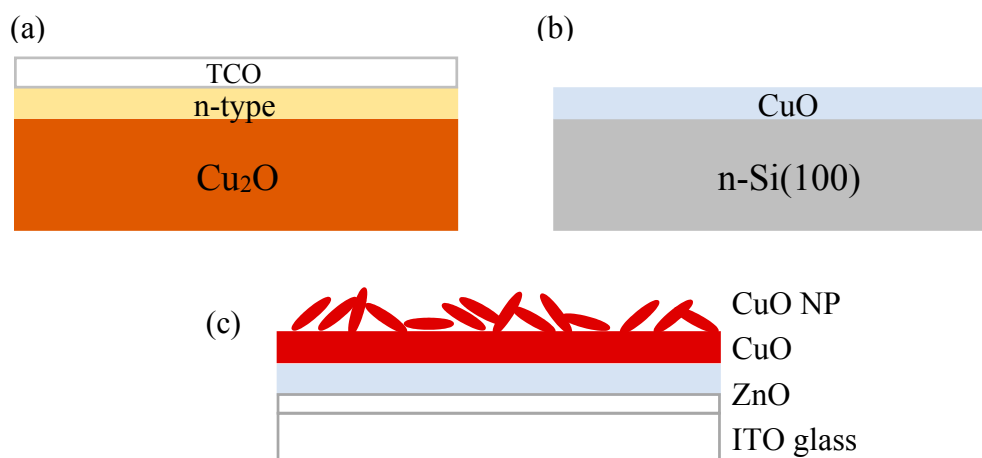 (a)
TCO
n-type
Cu₂O
(b)
CuO
n-Si(100)
(c)
CuO NP
CuO
ZnO
ITO glass